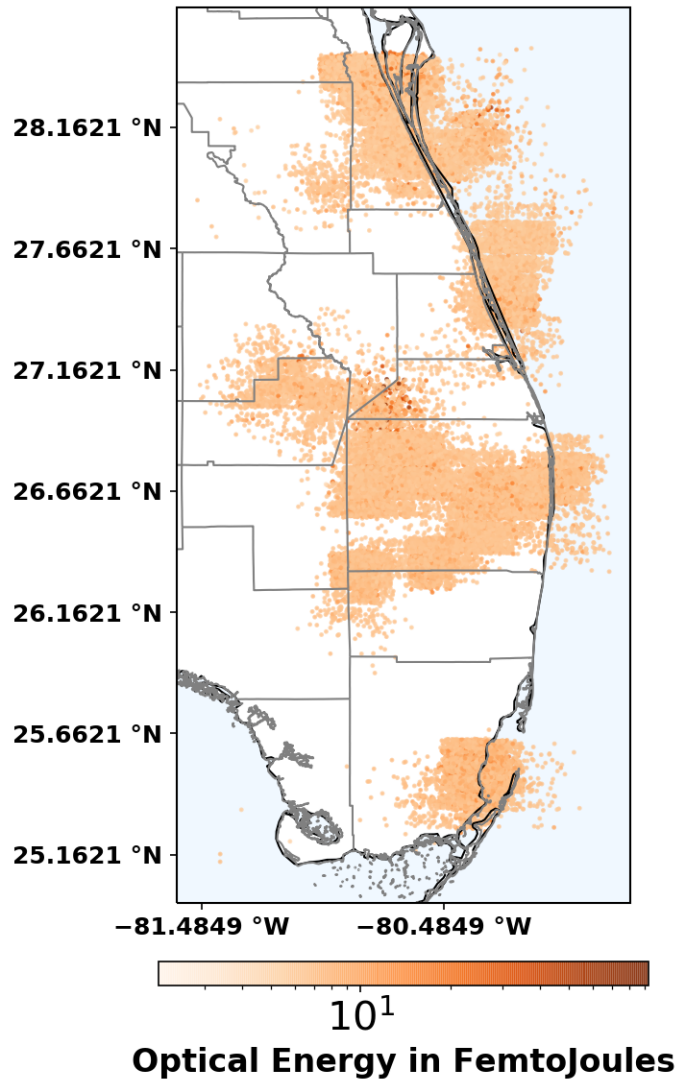 28.1621 °N
27.6621 °N
27.1621 °N
26.6621 °N
26.1621 °N
25.6621 °N
25.1621 °N
−81.4849 °W −80.4849 °W
10¹
Optical Energy in FemtoJoules